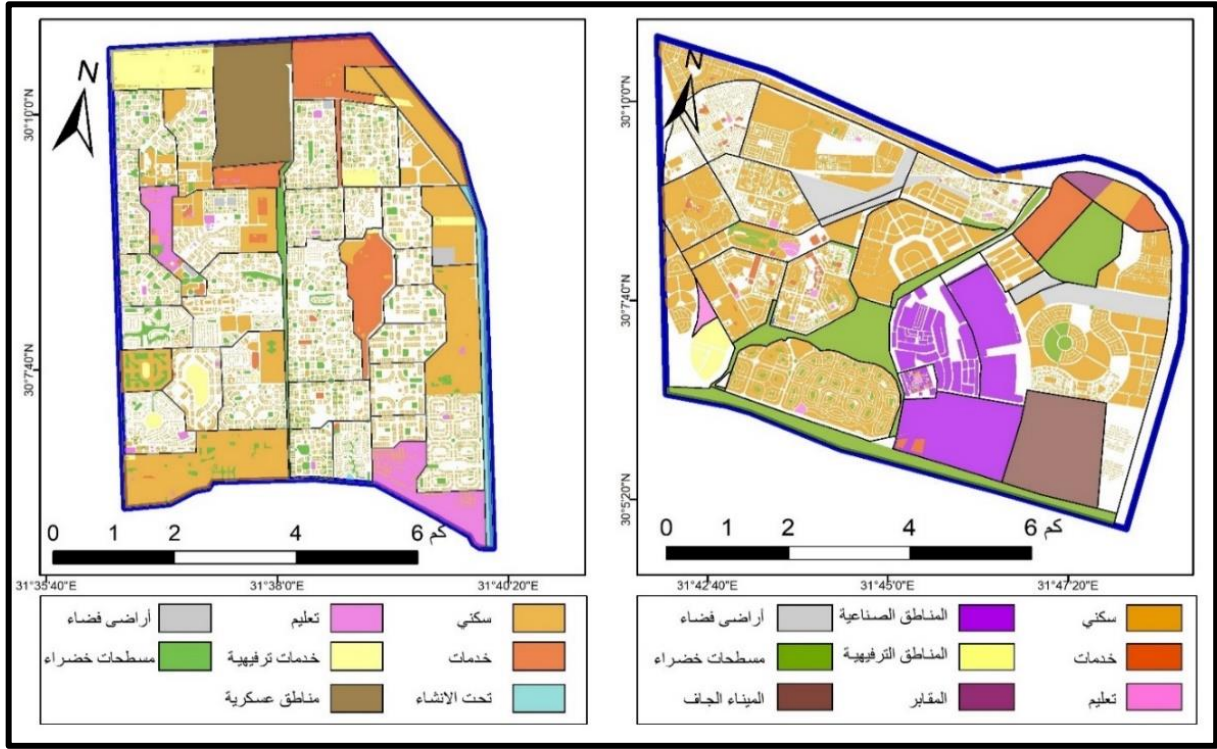 N
30°10'0"N
30°7'40"N
0 1 2 4 6 كم
31°35'40"E 31°38'0"E 31°40'20"E
سكني تعليم أراضى فضاء
خدمات خدمات ترفيهية مسطحات خضراء
تحت الانشاء مناطق عسكرية
N
30°10'0"N
30°7'40"N
30°5'20"N
0 1 2 4 6 كم
31°42'40"E 31°45'0"E 31°47'20"E
سكني المناطق الصناعية أراضى فضاء
خدمات المناطق الترفيهية مسطحات خضراء
تعليم المقابر الميناء الجاف